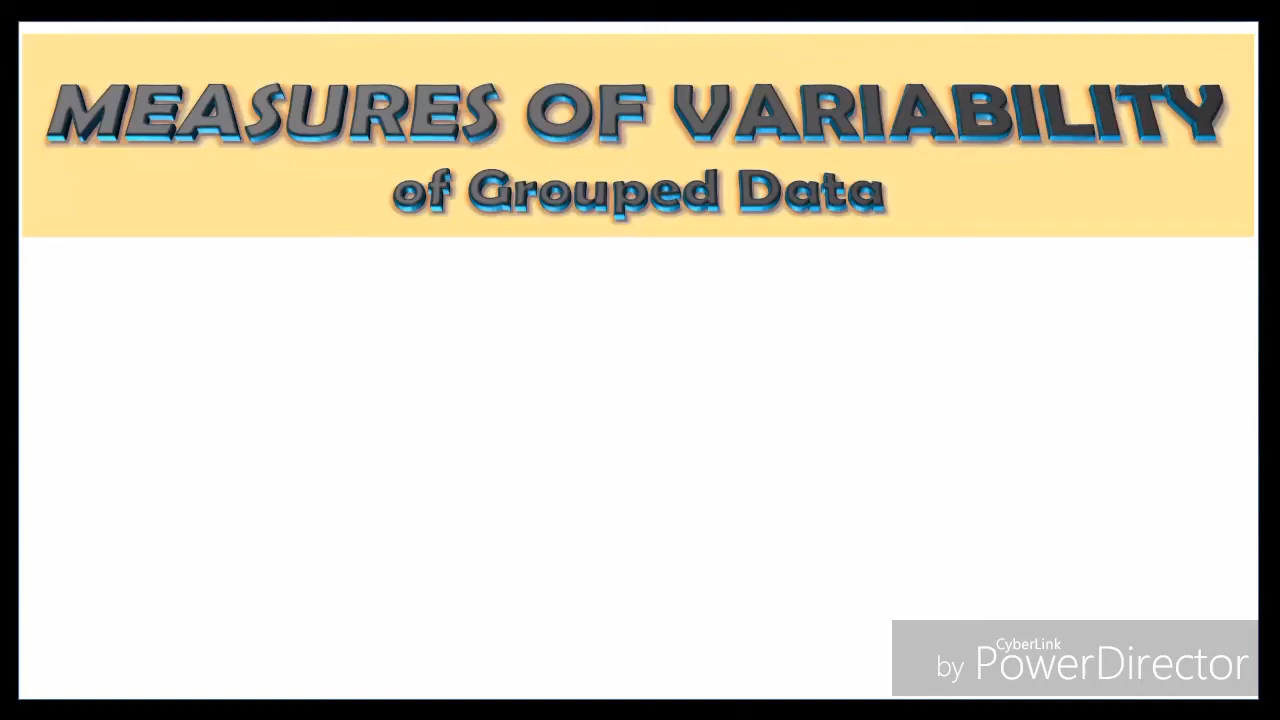 MEASURES OF VARIABILITY
of Grouped Data
CyberLink
by PowerDirector